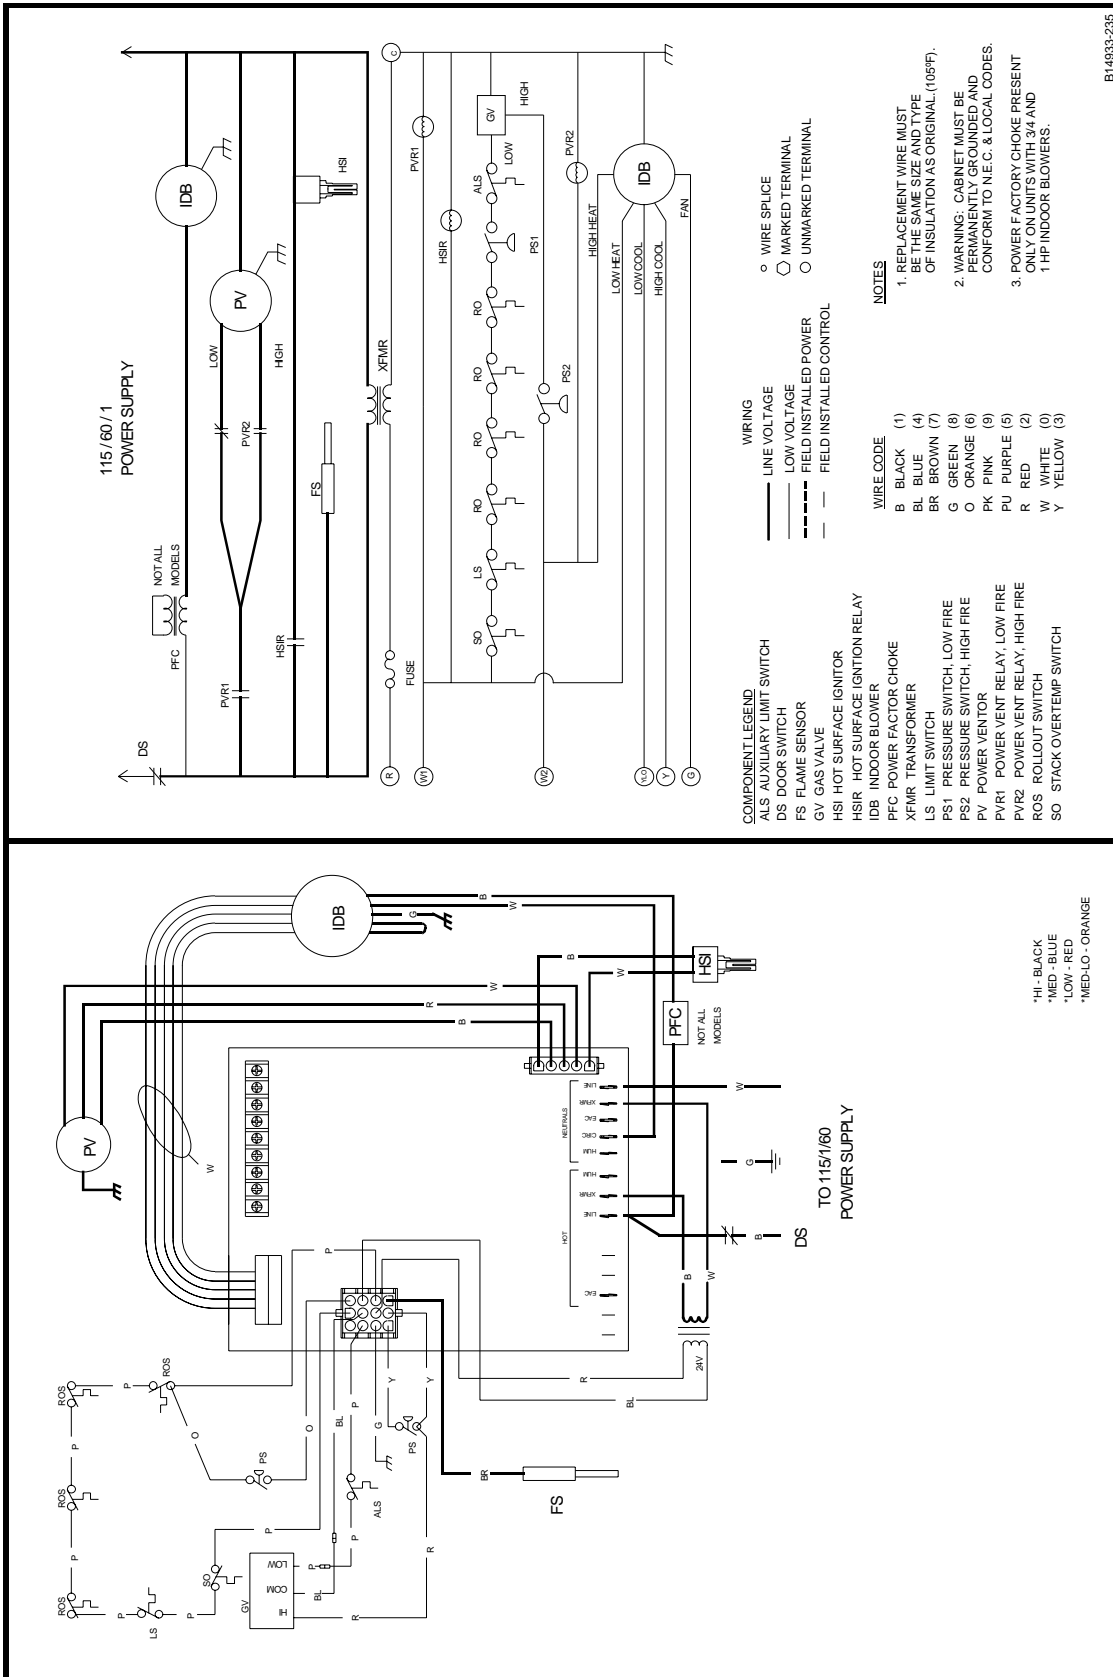 115 / 60 / 1
POWER SUPPLY
DS
PFC
NOT ALL
MODELS
IDB
PVR1
LOW
PVR2
HIGH
PV
HSIR
HSI
FS
XFMR
R
FUSE
C
W1
PVR1
HSIR
SO
LS
RO
RO
RO
RO
PS1
ALS
LOW
GV
HIGH
W2
PS2
PVR2
HIGH HEAT
LOW HEAT
LOW COOL
HIGH COOL
IDB
FAN
YLO
Y
G
COMPONENT LEGEND
ALS AUXILIARY LIMIT SWITCH
DS DOOR SWITCH
FS FLAME SENSOR
GV GAS VALVE
HSI HOT SURFACE IGNITOR
HSIR HOT SURFACE IGNITION RELAY
IDB INDOOR BLOWER
PFC POWER FACTOR CHOKE
XFMR TRANSFORMER
LS LIMIT SWITCH
PS1 PRESSURE SWITCH, LOW FIRE
PS2 PRESSURE SWITCH, HIGH FIRE
PV POWER VENTOR
PVR1 POWER VENT RELAY, LOW FIRE
PVR2 POWER VENT RELAY, HIGH FIRE
ROS ROLLOUT SWITCH
SO STACK OVERTEMP SWITCH
WIRING
LINE VOLTAGE
LOW VOLTAGE
FIELD INSTALLED POWER
FIELD INSTALLED CONTROL
WIRE SPLICE
MARKED TERMINAL
UNMARKED TERMINAL
WIRE CODE
B BLACK (1)
BL BLUE (4)
BR BROWN (7)
G GREEN (8)
O ORANGE (6)
PK PINK (9)
PU PURPLE (5)
R RED (2)
W WHITE (0)
Y YELLOW (3)
NOTES
1. REPLACEMENT WIRE MUST
BE THE SAME SIZE AND TYPE
OF INSULATION AS ORIGINAL.(105ºF).
2. WARNING: CABINET MUST BE
PERMANENTLY GROUNDED AND
CONFORM TO N.E.C. & LOCAL CODES.
3. POWER FACTORY CHOKE PRESENT
ONLY ON UNITS WITH 3/4 AND
1 HP INDOOR BLOWERS.
B14933-235
PV
W
IDB
B
W
G
W
R
B
B
W
HSI
PFC
NOT ALL
MODELS
NEUTRALS
LINE
XFMR
EAC
CIRC
HUM
HOT
HUM
XFMR
LINE
EAC
W
G
B
DS
TO 115/1/60
POWER SUPPLY
B
W
24V
R
BL
ROS
P
ROS
P
ROS
P
ROS
P
LS
P
SO
P
O
PS
O
P
BL
P
G
Y
Y
PS
ALS
P
BR
FS
GV
HI
COM
LOW
P
BL
R
R
*HI - BLACK
*MED - BLUE
*LOW - RED
*MED-LO - ORANGE